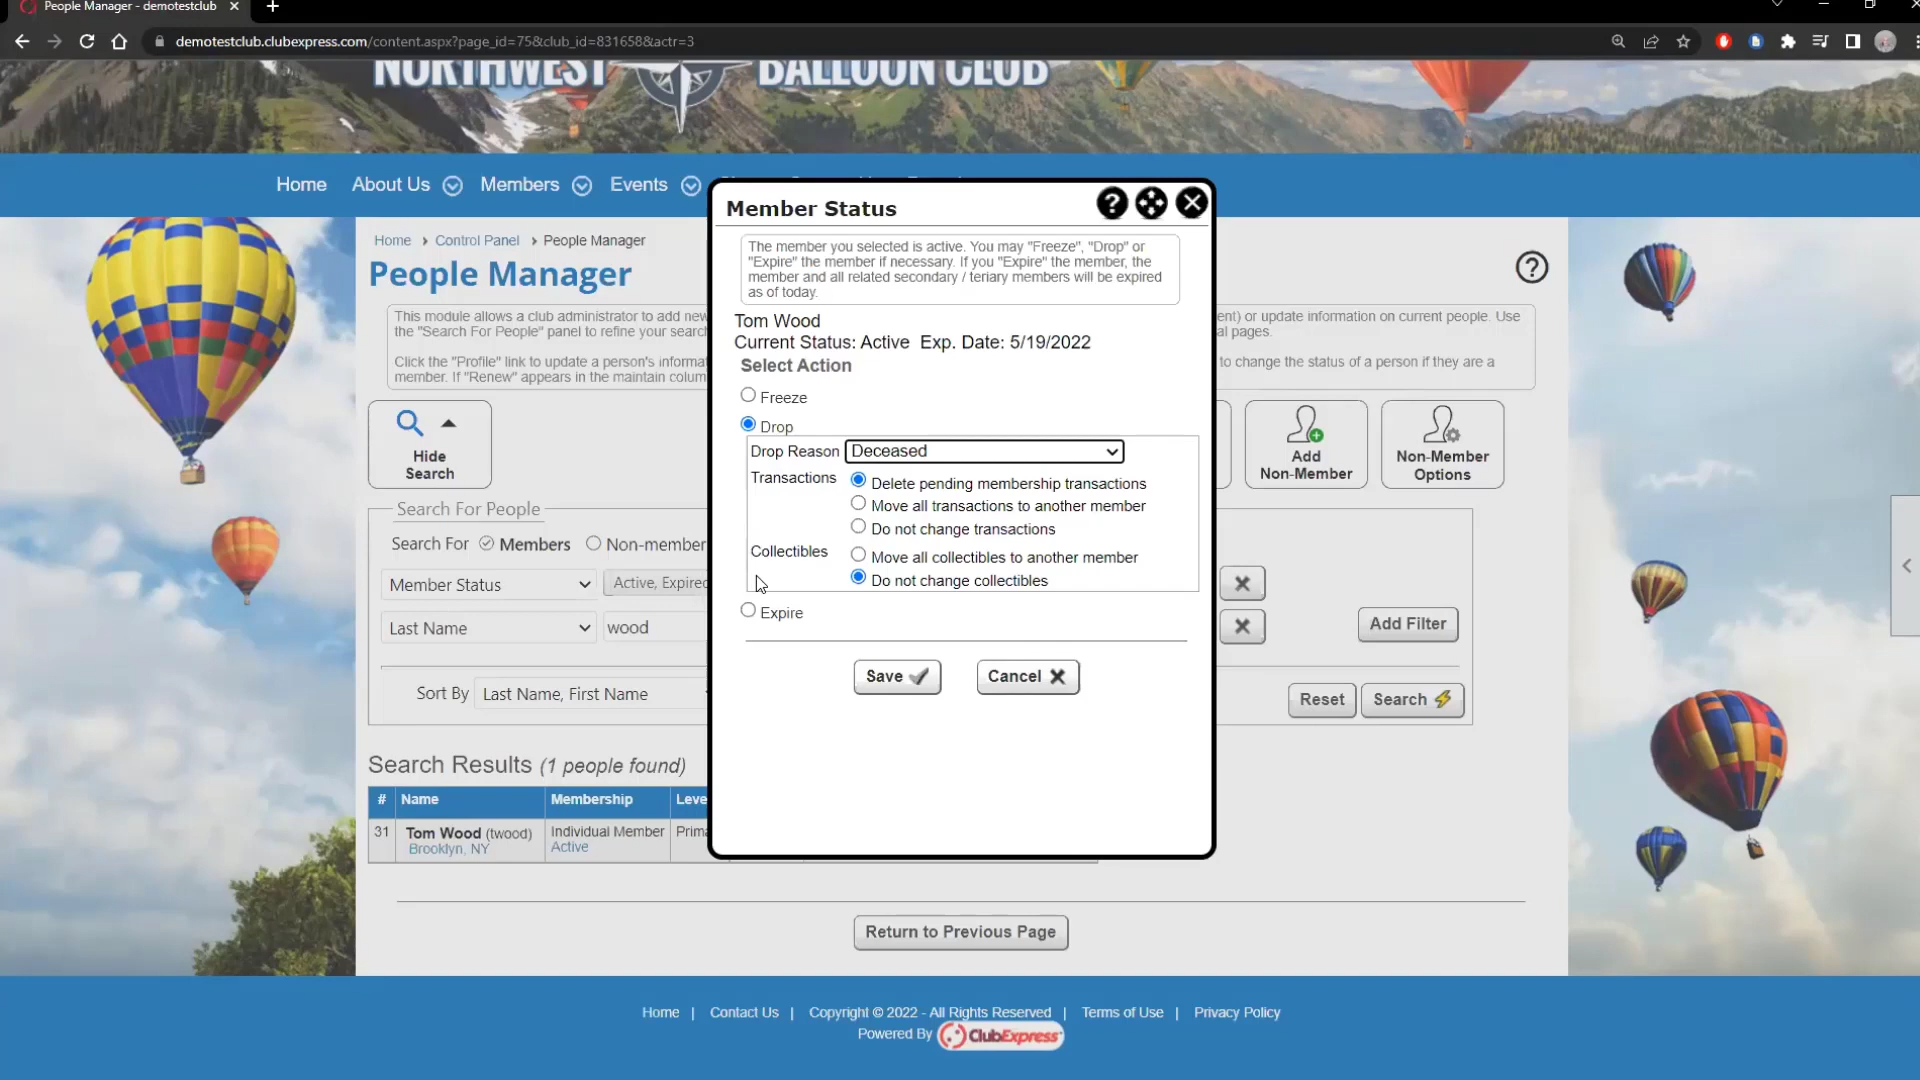 People Manager - demotestclub
demotestclub.clubexpress.com/content.aspx?page_id=75&club_id=831658&actr=3
NORTHWEST BALLOON CLUB
Home About Us Members Events
Home › Control Panel › People Manager
People Manager
This module allows a club administrator to add new
ent) or update information on current people. Use
the "Search For People" panel to refine your searc
al pages.
Click the "Profile" link to update a person's informa
to change the status of a person if they are a
member. If "Renew" appears in the maintain colum
Hide
Search
Add
Non-Member
Non-Member
Options
Search For People
Search For Members Non-member
Member Status Active, Expired
Last Name wood
Add Filter
Sort By Last Name, First Name
Reset Search
Search Results (1 people found)
# Name Membership Leve
31 Tom Wood (twood) Individual Member Prima
Brooklyn, NY Active
Member Status
The member you selected is active. You may "Freeze", "Drop" or
"Expire" the member if necessary. If you "Expire" the member, the
member and all related secondary / teriary members will be expired
as of today.
Tom Wood
Current Status: Active Exp. Date: 5/19/2022
Select Action
Freeze
Drop
Drop Reason Deceased
Transactions Delete pending membership transactions
Move all transactions to another member
Do not change transactions
Collectibles Move all collectibles to another member
Do not change collectibles
Expire
Save Cancel
Return to Previous Page
Home | Contact Us | Copyright © 2022 - All Rights Reserved | Terms of Use | Privacy Policy
Powered By ClubExpress